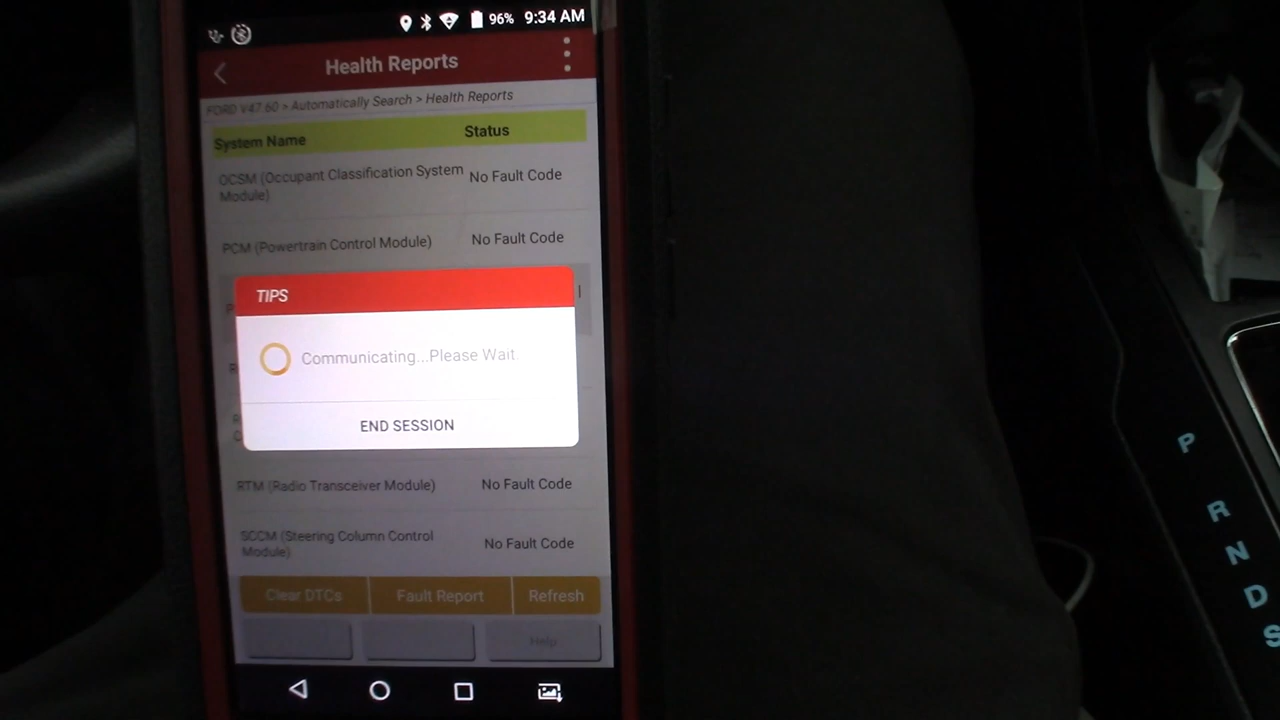 96% 9:34 AM
Health Reports
FORD V47.60 > Automatically Search > Health Reports
System Name Status
OCSM (Occupant Classification System Module) No Fault Code
PCM (Powertrain Control Module) No Fault Code
TIPS
Communicating...Please Wait.
END SESSION
RTM (Radio Transceiver Module) No Fault Code
SCCM (Steering Column Control Module) No Fault Code
Clear DTCs Fault Report Refresh
Help
P
R
N
D
S